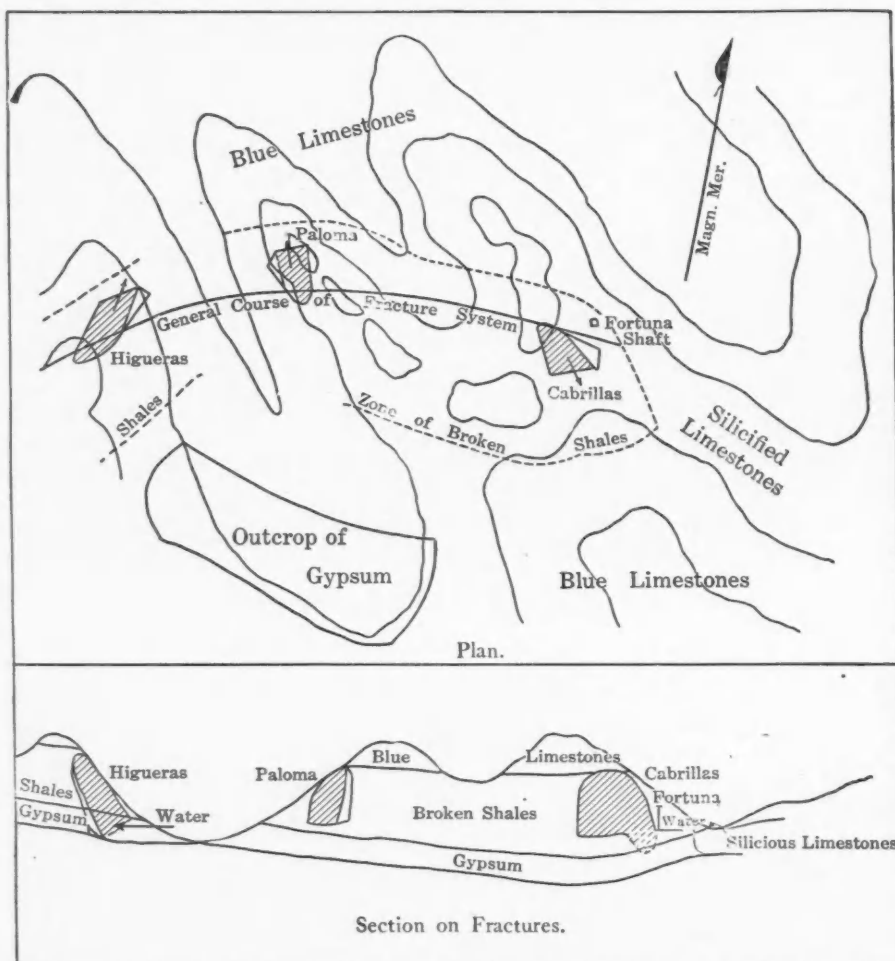 Blue Limestones
Magn. Mer.
Paloma
General Course of Fracture System
Fortuna
Shaft
Higueras
Cabrillas
Shales
Zone of Broken Shales
Silicified
Limestones
Outcrop of
Gypsum
Blue Limestones
Plan.
Higueras
Paloma
Blue
Limestones
Cabrillas
Shales
Fortuna
Gypsum
Water
Broken Shales
Water
Silicious Limestones
Gypsum
Section on Fractures.